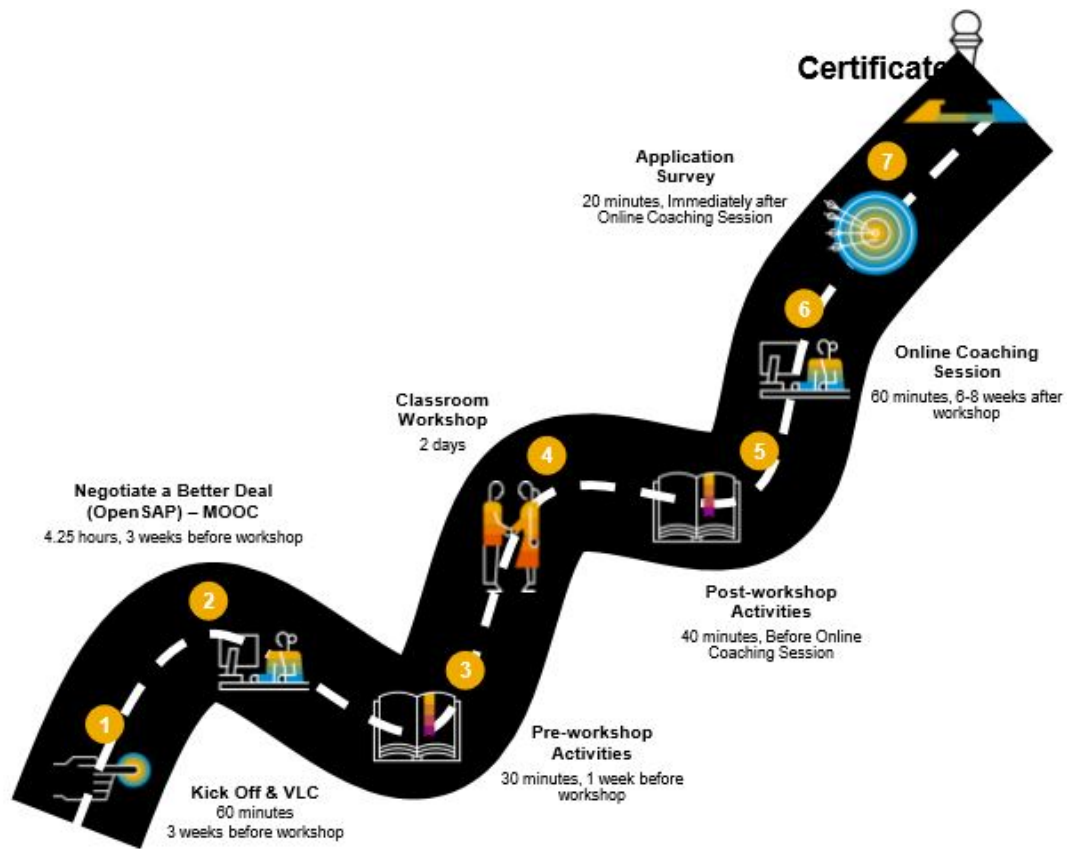 1
Kick Off & VLC
60 minutes
3 weeks before workshop
2
Negotiate a Better Deal
(OpenSAP) – MOOC
4.25 hours, 3 weeks before workshop
3
Pre-workshop
Activities
30 minutes, 1 week before
workshop
4
Classroom
Workshop
2 days
5
Post-workshop
Activities
40 minutes, Before Online
Coaching Session
6
Online Coaching
Session
60 minutes, 6-8 weeks after
workshop
7
Application
Survey
20 minutes, Immediately after
Online Coaching Session
Certificate